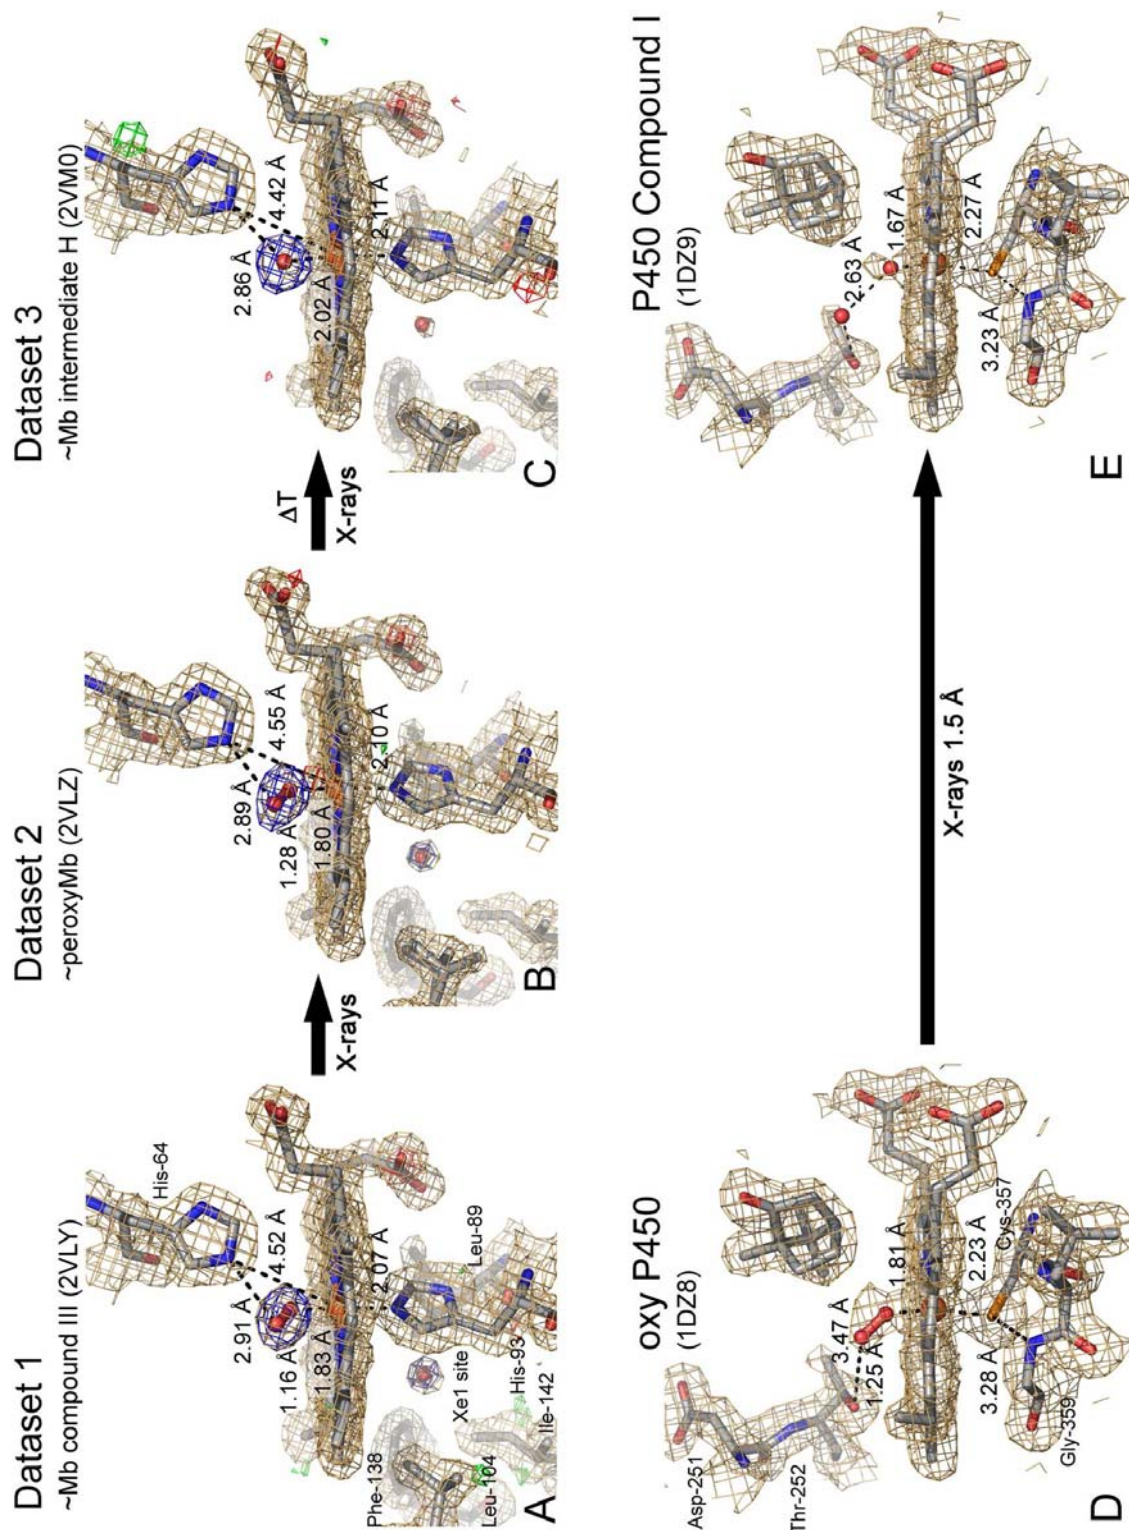 Dataset 1
~Mb compound III (2VLY)
His-64
2.91 Å
4.52 Å
1.16 Å
1.83 Å
2.07 Å
Leu-89
Xe1 site
His-93
Phe-138
Leu-104
Ile-142
A
X-rays
Dataset 2
~peroxyMb (2VLZ)
2.89 Å
4.55 Å
1.28 Å
1.80 Å
2.10 Å
B
ΔT
X-rays
Dataset 3
~Mb intermediate H (2VM0)
2.86 Å
4.42 Å
2.02 Å
2.11 Å
C
oxy P450
(1DZ8)
Asp-251
Thr-252
3.47 Å
1.25 Å
1.81 Å
2.23 Å
Cys-357
3.28 Å
Gly-359
D
X-rays 1.5 Å
P450 Compound I
(1DZ9)
2.63 Å
1.67 Å
2.27 Å
3.23 Å
E